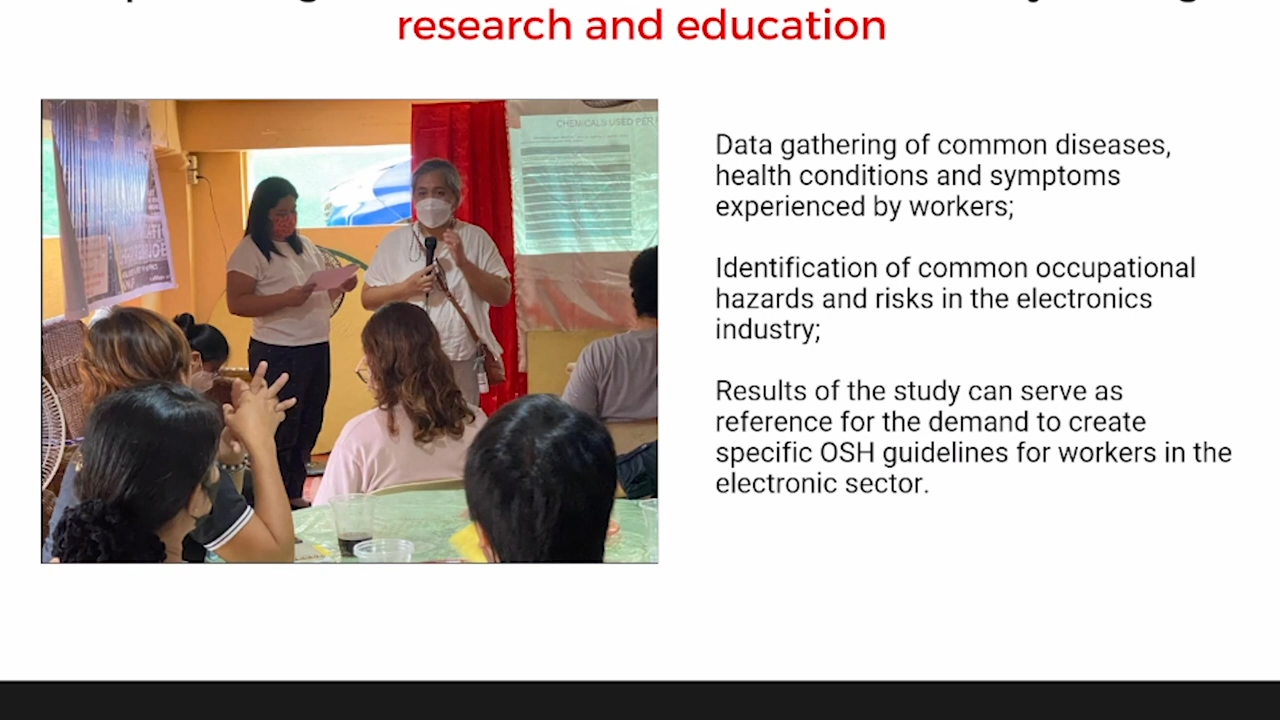 research and education
CHEMICALS USED PER
Data gathering of common diseases,
health conditions and symptoms
experienced by workers;
Identification of common occupational
hazards and risks in the electronics
industry;
Results of the study can serve as
reference for the demand to create
specific OSH guidelines for workers in the
electronic sector.